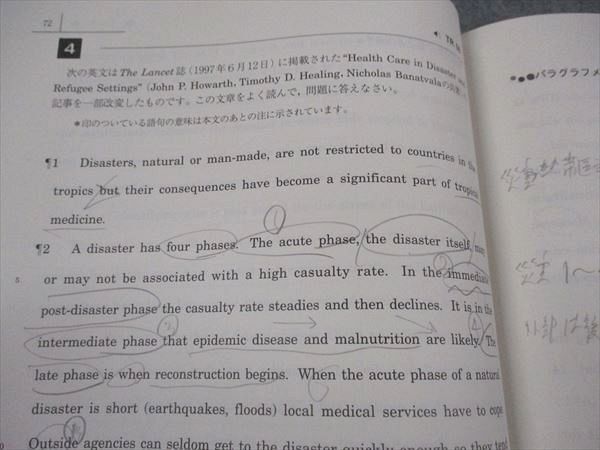 72
4
次の英文は The Lancet 誌(1997年6月12日)に掲載された“Health Care in Disaster and
Refugee Settings”(John P. Howarth, Timothy D. Healing, Nicholas Banatvalaの
記事を一部改変したものです。この文章をよく読んで,問題に答えなさい。
*印のついている語句の意味は本文のあとの注に示されています。
●●●パラグラフメ
¶1 Disasters, natural or man-made, are not restricted to countries in the
tropics but their consequences have become a significant part of tropical
medicine.
¶2 A disaster has four phases. The acute phase, the disaster itself, may
5 or may not be associated with a high casualty rate. In the immediate
post-disaster phase the casualty rate steadies and then declines. It is in the
intermediate phase that epidemic disease and malnutrition are likely. The
late phase is when reconstruction begins. When the acute phase of a natural
disaster is short (earthquakes, floods) local medical services have to cope.
Outside agencies can seldom get to the disaster quickly enough so they tend